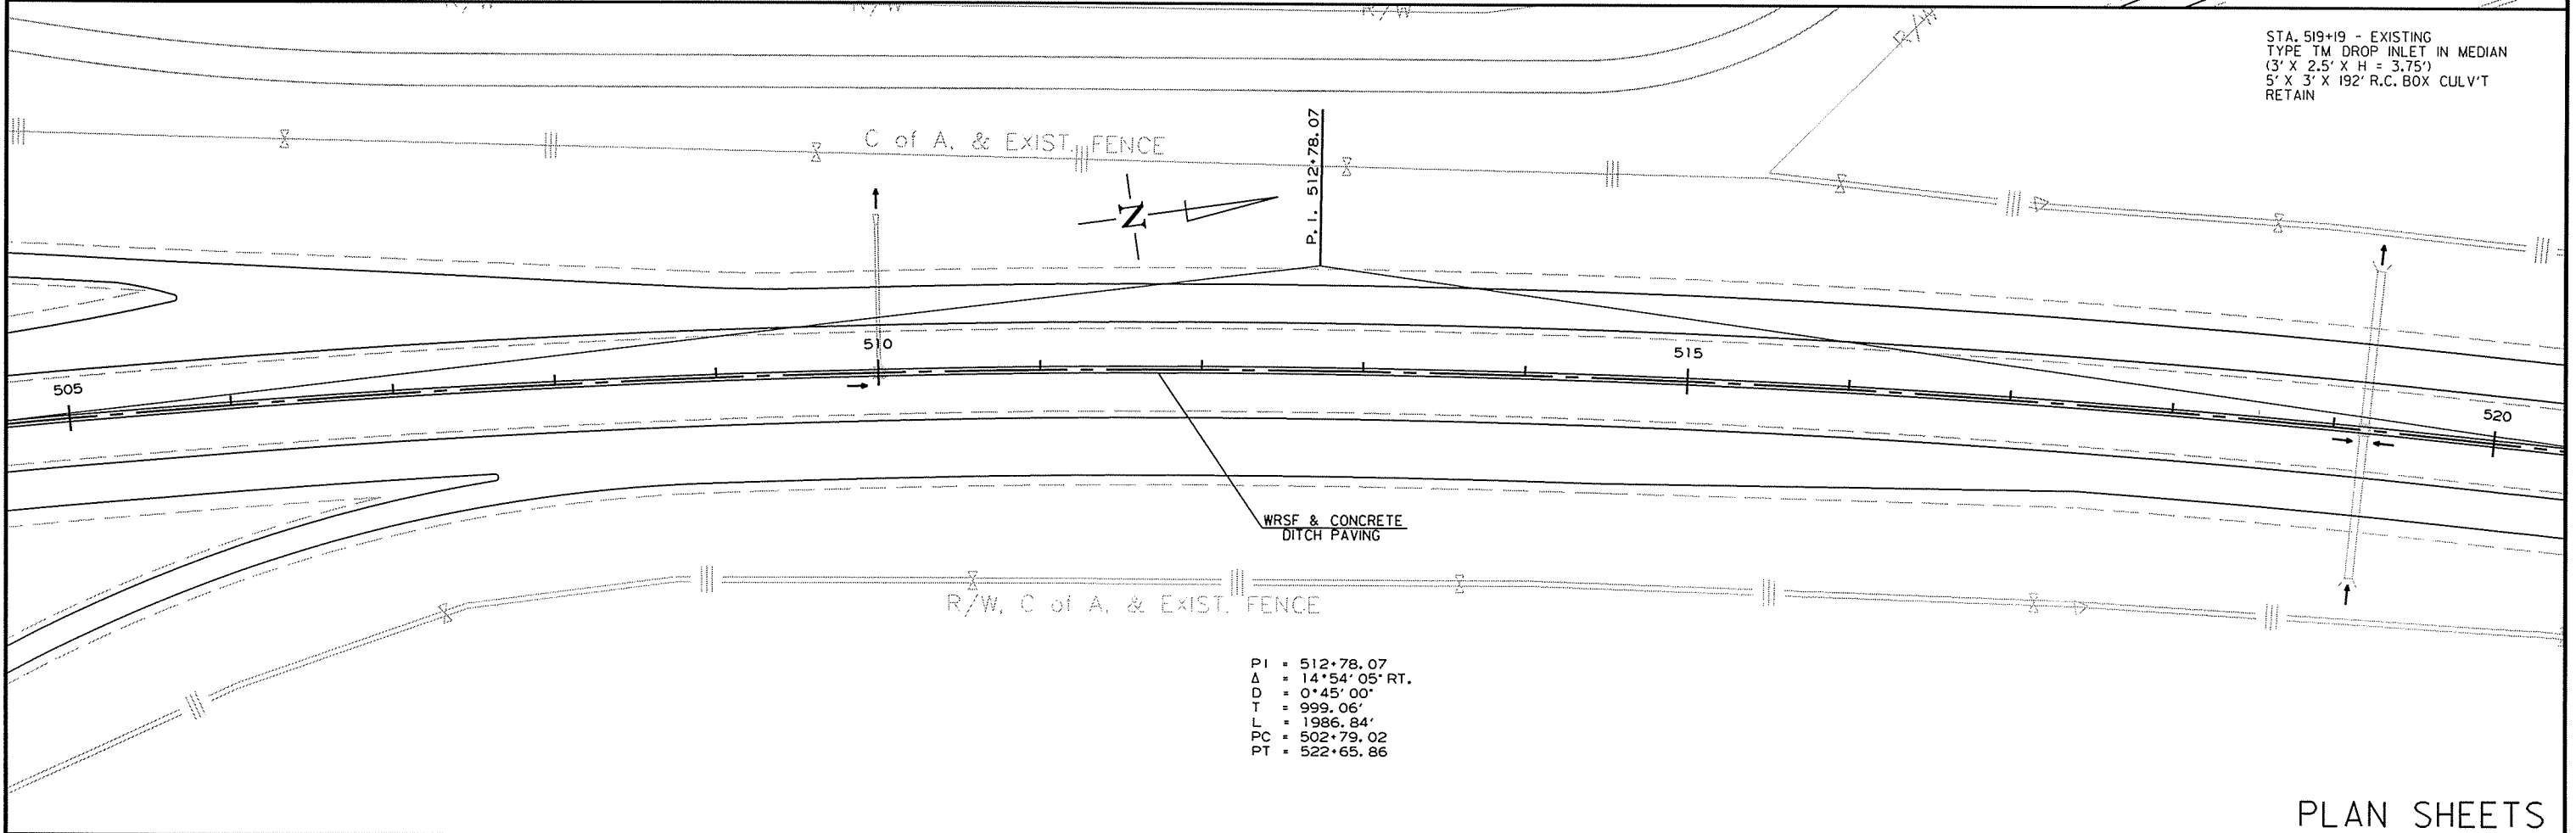 R/W R/W R/W
R/W
STA. 519+19 - EXISTING
TYPE TM DROP INLET IN MEDIAN
(3' X 2.5' X H = 3.75')
5' X 3' X 192' R.C. BOX CULV'T
RETAIN
C of A. & EXIST. FENCE
P. I. 512+78.07
N
505
510
515
520
WRSF & CONCRETE
DITCH PAVING
R/W, C of A. & EXIST. FENCE
PI = 512+78.07
Δ = 14°54'05" RT.
D = 0°45'00"
T = 999.06'
L = 1986.84'
PC = 502+79.02
PT = 522+65.86
PLAN SHEETS